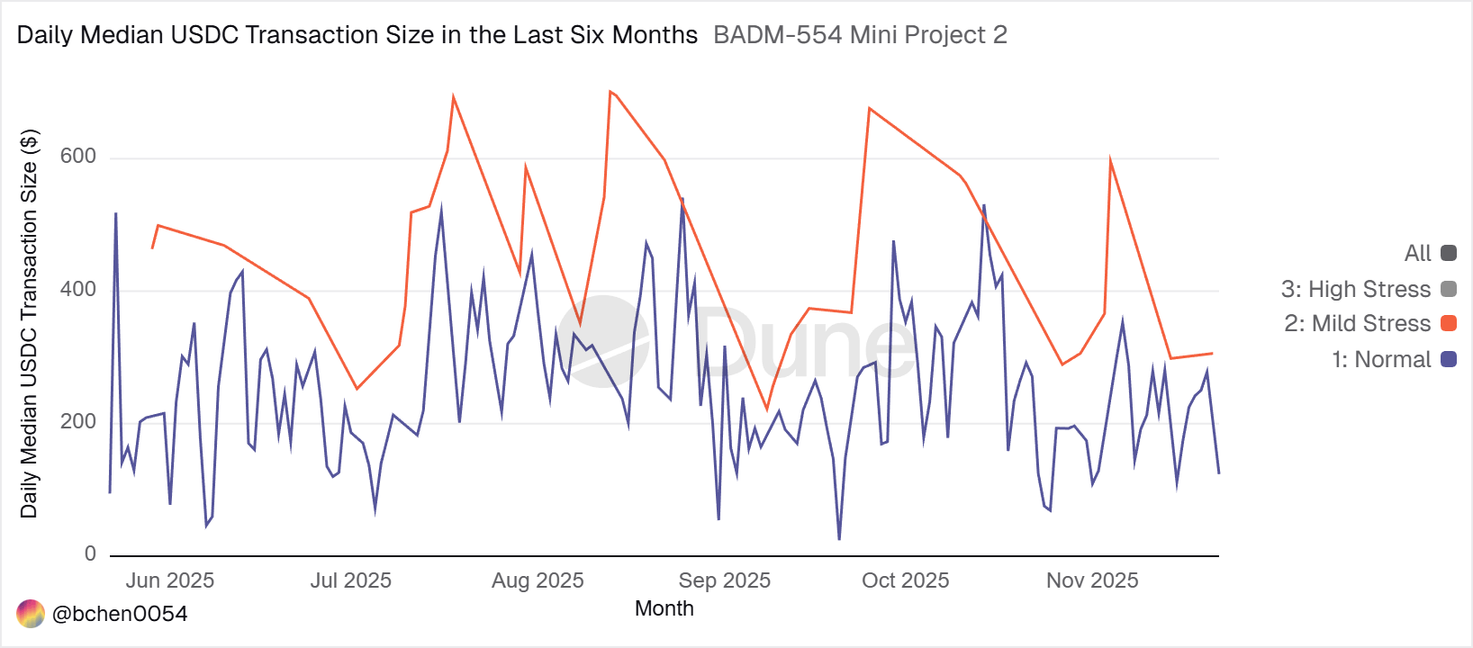 Daily Median USDC Transaction Size in the Last Six Months BADM-554 Mini Project 2
Daily Median USDC Transaction Size ($)
600
400
200
0
Dune
All
3: High Stress
2: Mild Stress
1: Normal
Jun 2025 Jul 2025 Aug 2025 Sep 2025 Oct 2025 Nov 2025
Month
@bchen0054